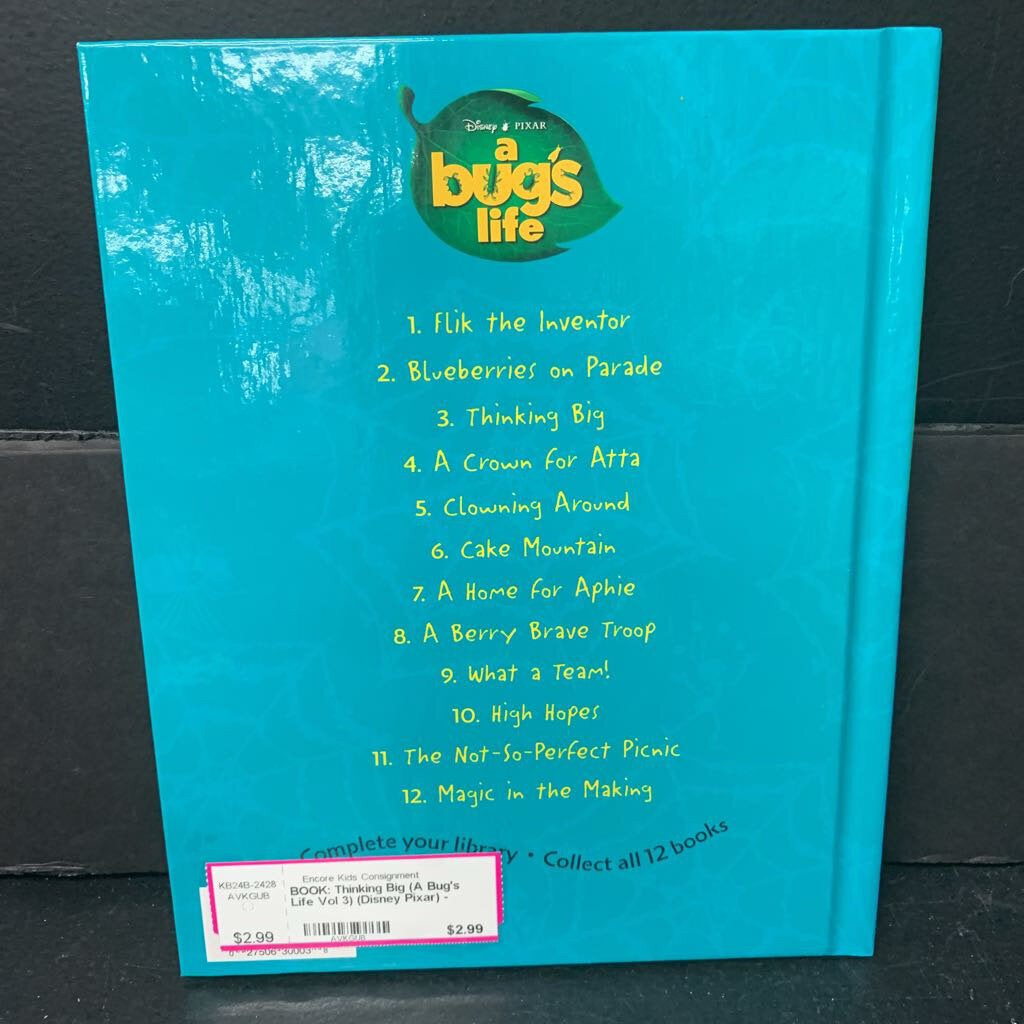 Disney PIXAR
a
bug's
life
1. Flik the Inventor
2. Blueberries on Parade
3. Thinking Big
4. A Crown for Atta
5. Clowning Around
6. Cake Mountain
7. A Home for Aphie
8. A Berry Brave Troop
9. What a Team!
10. High Hopes
11. The Not-So-Perfect Picnic
12. Magic in the Making
Complete your library • Collect all 12 books
KB24B-2428
AVKGUB
$2.99
Encore Kids Consignment
BOOK: Thinking Big (A Bug's
Life Vol 3) (Disney Pixar) -
AVKGUB
$2.99
27506 30003